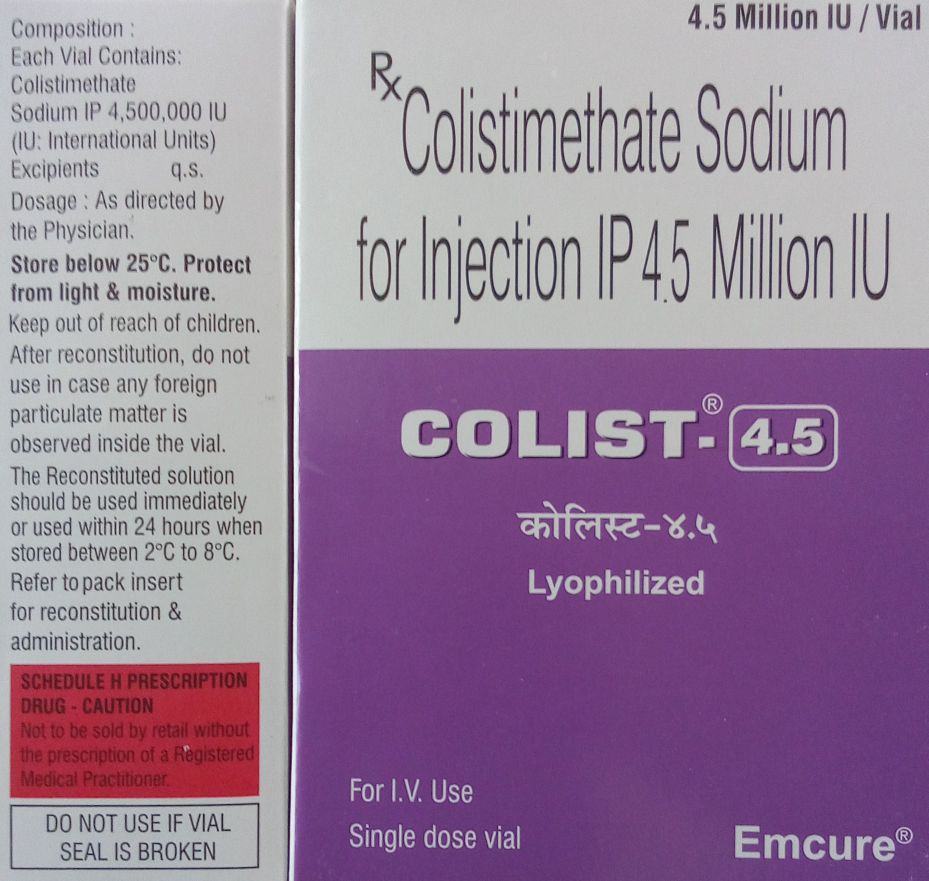 Composition :
Each Vial Contains:
Colistimethate
Sodium IP 4,500,000 IU
(IU: International Units)
Excipients q.s.
Dosage : As directed by
the Physician.
Store below 25°C. Protect
from light & moisture.
Keep out of reach of children.
After reconstitution, do not
use in case any foreign
particulate matter is
observed inside the vial.
The Reconstituted solution
should be used immediately
or used within 24 hours when
stored between 2°C to 8°C.
Refer to pack insert
for reconstitution &
administration.
SCHEDULE H PRESCRIPTION
DRUG - CAUTION
Not to be sold by retail without
the prescription of a Registered
Medical Practitioner.
DO NOT USE IF VIAL
SEAL IS BROKEN
4.5 Million IU / Vial
Rx Colistimethate Sodium
for Injection IP 4.5 Million IU
COLIST®- 4.5
कोलिस्ट-४.५
Lyophilized
For I.V. Use
Single dose vial
Emcure®